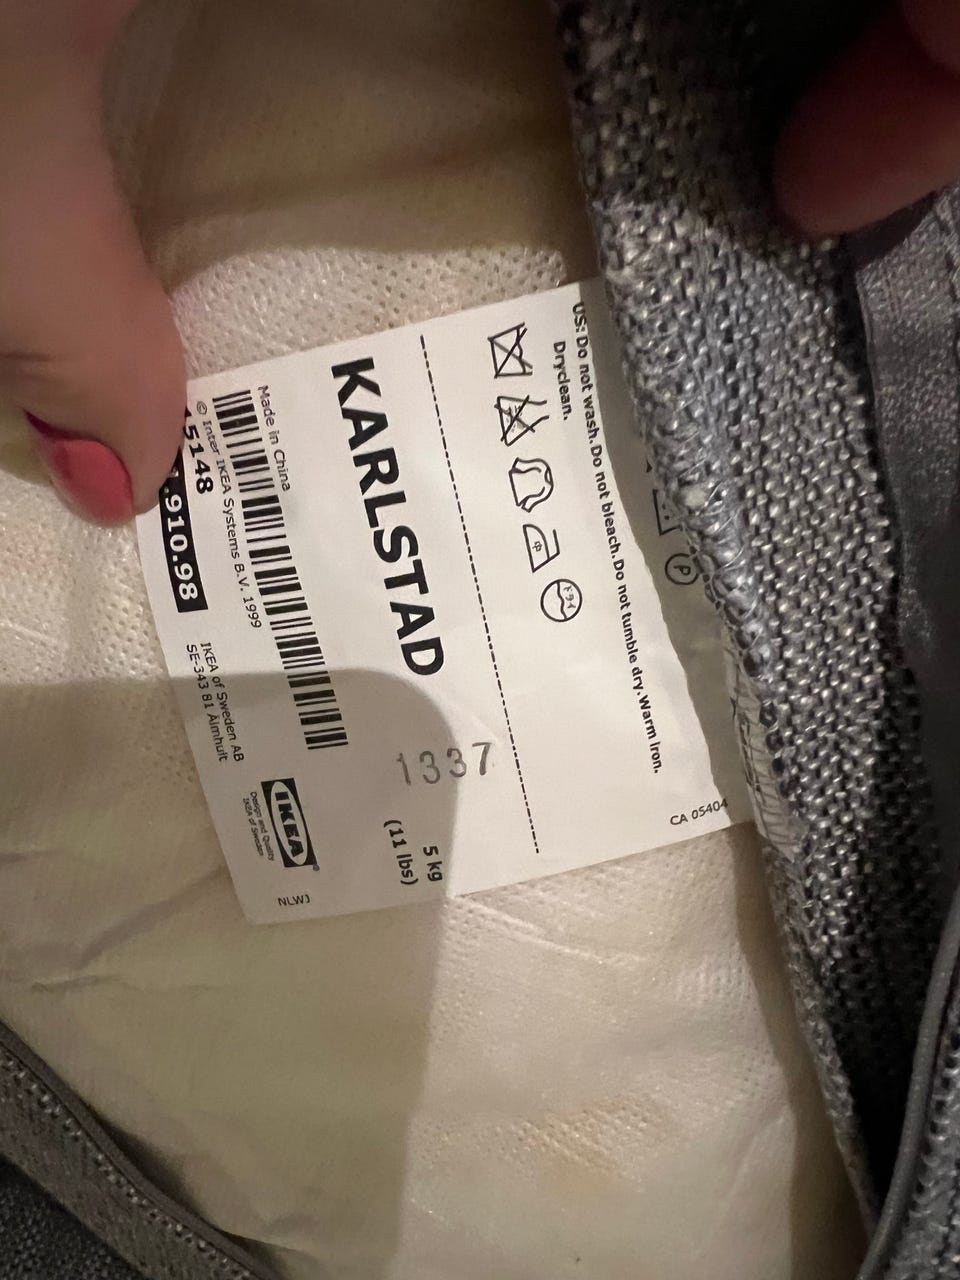 US: Do not wash. Do not bleach. Do not tumble dry. Warm Iron.
Dryclean.
P
CA 05404
KARLSTAD
1337
5 kg
(11 lbs)
Made in China
© Inter IKEA Systems B.V. 1999
15148
.910.98
IKEA of Sweden AB
SE-343 81 Älmhult
IKEA
Design and Quality
IKEA of Sweden
NLWJ